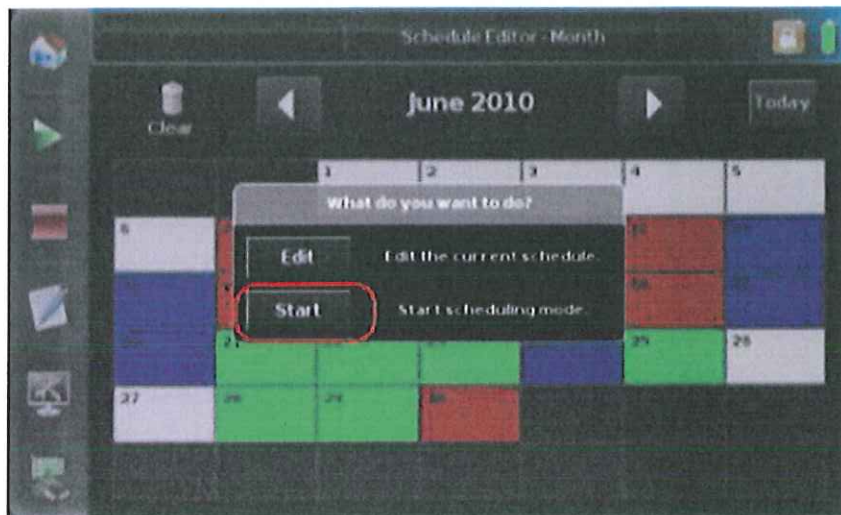 Schedule Editor - Month
Clear
June 2010
Today
1 2 3 4 5
What do you want to do?
6
Edit Edit the current schedule.
Start Start scheduling mode.
21 25 26
27 28 29 30